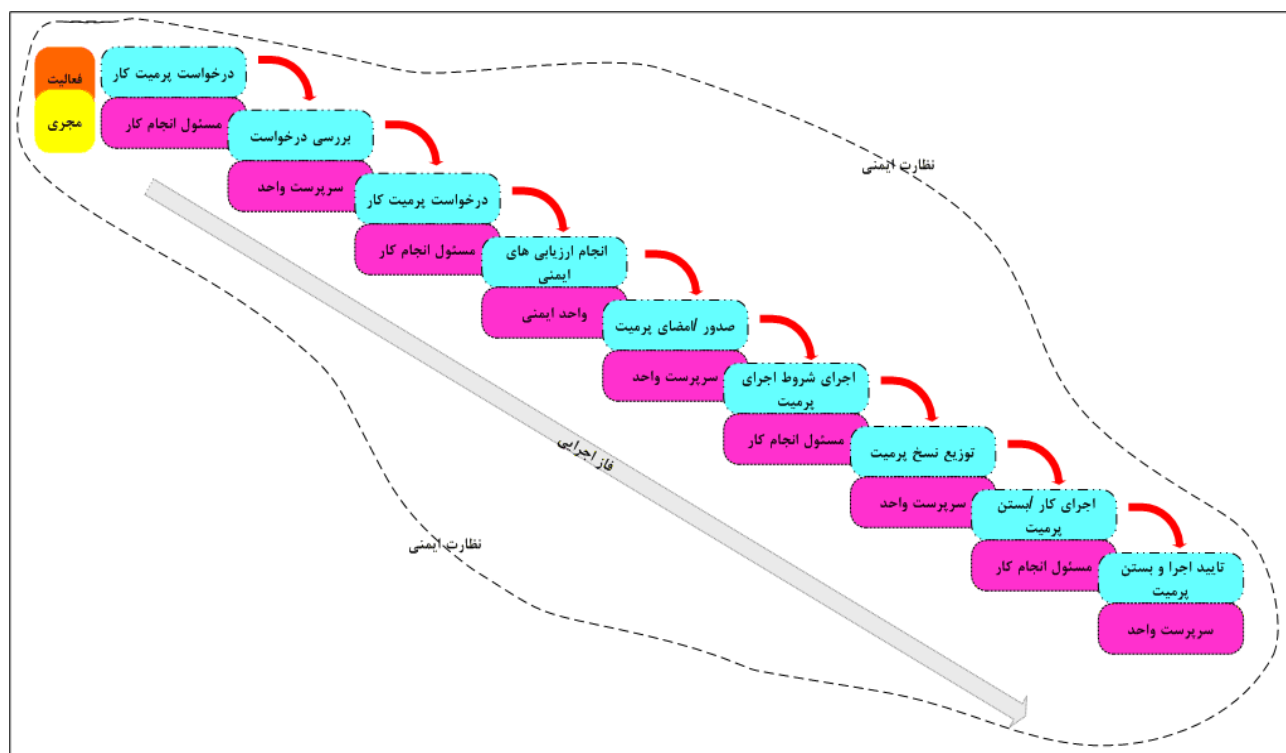 فعالیت
مجری
درخواست پرمیت کار
مسئول انجام کار
بررسی درخواست
سرپرست واحد
درخواست پرمیت کار
مسئول انجام کار
انجام ارزیابی های
ایمنی
واحد ایمنی
صدور /امضای پرمیت
سرپرست واحد
اجرای شروط اجرای
پرمیت
مسئول انجام کار
توزیع نسخ پرمیت
سرپرست واحد
اجرای کار /بستن
پرمیت
مسئول انجام کار
تایید اجرا و بستن
پرمیت
سرپرست واحد
نظارت ایمنی
فاز اجرایی
نظارت ایمنی